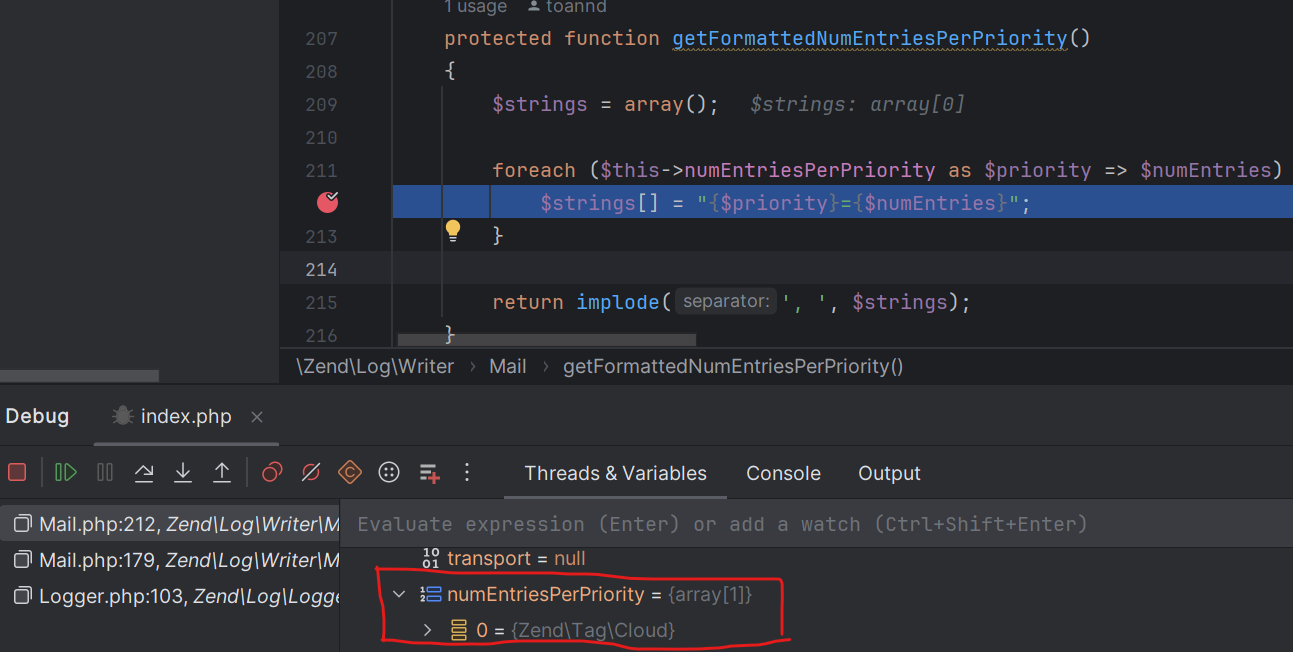 1 usage toannd
207 protected function getFormattedNumEntriesPerPriority()
208 {
209 $strings = array(); $strings: array[0]
210
211 foreach ($this->numEntriesPerPriority as $priority => $numEntries)
$strings[] = "{$priority}={$numEntries}";
213 }
214
215 return implode( separator: ', ', $strings);
216 }
\Zend\Log\Writer › Mail › getFormattedNumEntriesPerPriority()
Debug index.php ×
Threads & Variables Console Output
Mail.php:212, Zend\Log\Writer\M
Evaluate expression (Enter) or add a watch (Ctrl+Shift+Enter)
Mail.php:179, Zend\Log\Writer\M
transport = null
Logger.php:103, Zend\Log\Logge
numEntriesPerPriority = {array[1]}
0 = {Zend\Tag\Cloud}